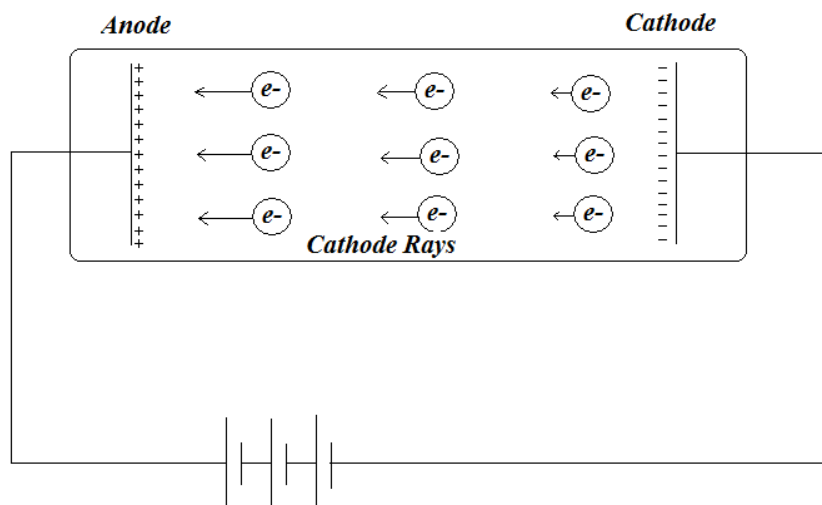 Anode
Cathode
e- e- e-
e- e- e-
e- e- e-
Cathode Rays